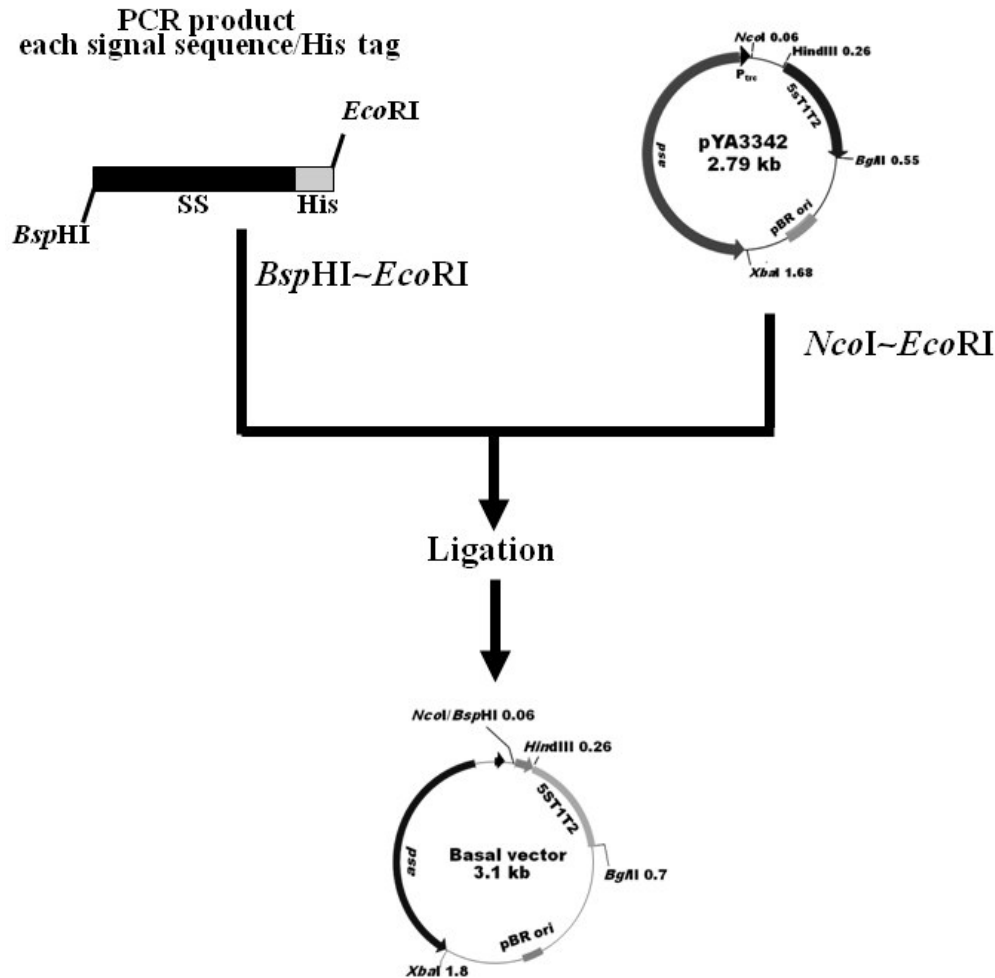 PCR product
each signal sequence/His tag
EcoRI
SS
His
BspHI
BspHI~EcoRI
NcoI 0.06
HindIII 0.26
Ptrc
5sT1T2
asd
pYA3342
2.79 kb
BglII 0.55
pBR ori
XbaI 1.68
NcoI~EcoRI
Ligation
NcoI/BspHI 0.06
HindIII 0.26
5ST1T2
asd
Basal vector
3.1 kb
BglII 0.7
pBR ori
XbaI 1.8